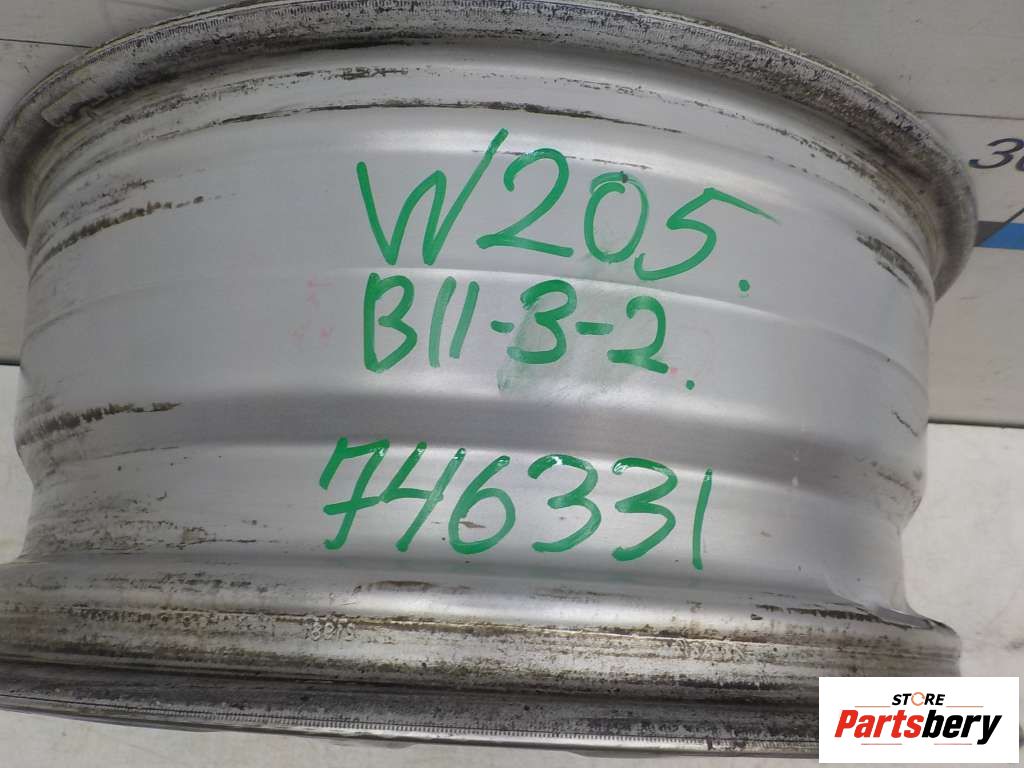 W205.
B11-3-2.
746331
STORE
Partsbery